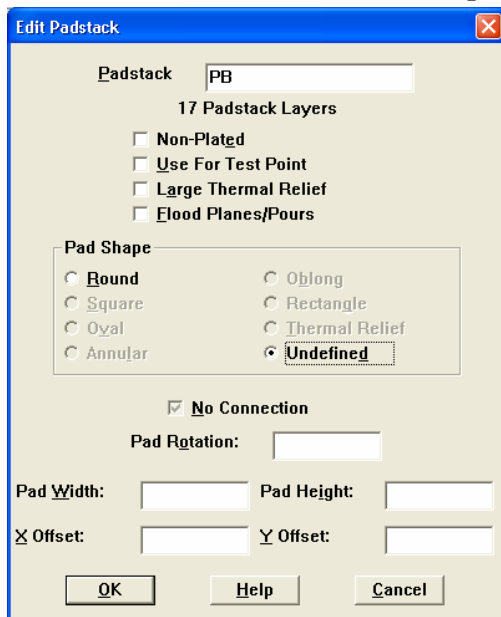 Edit Padstack
Padstack PB
17 Padstack Layers
Non-Plated
Use For Test Point
Large Thermal Relief
Flood Planes/Pours
Pad Shape
Round Oblong
Square Rectangle
Oval Thermal Relief
Annular Undefined
No Connection
Pad Rotation:
Pad Width: Pad Height:
X Offset: Y Offset:
OK Help Cancel